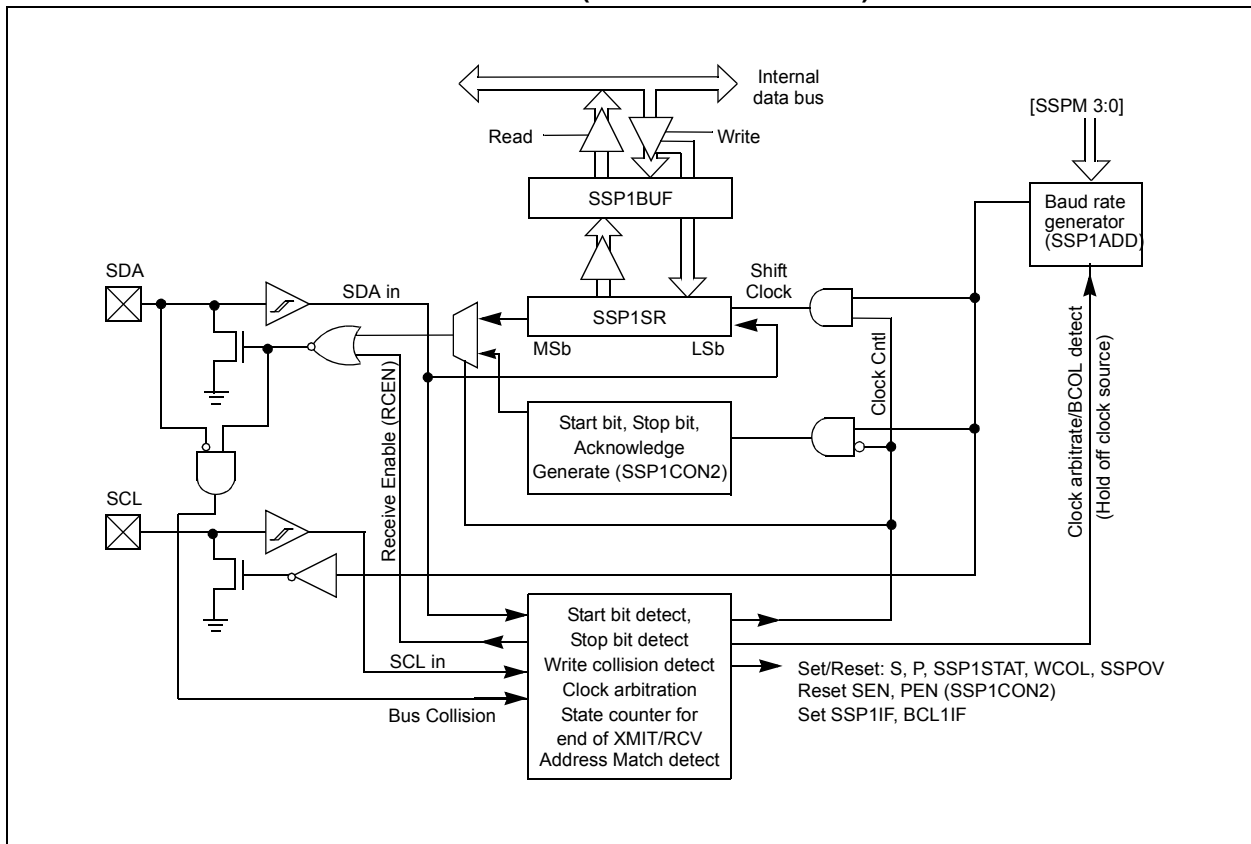 Internal
data bus
[SSPM 3:0]
Read
Write
SSP1BUF
Baud rate
generator
(SSP1ADD)
SDA
SDA in
Shift
Clock
SSP1SR
MSb
LSb
Receive Enable (RCEN)
Clock Cntl
Clock arbitrate/BCOL detect
(Hold off clock source)
Start bit, Stop bit,
Acknowledge
Generate (SSP1CON2)
SCL
SCL in
Bus Collision
Start bit detect,
Stop bit detect
Write collision detect
Clock arbitration
State counter for
end of XMIT/RCV
Address Match detect
Set/Reset: S, P, SSP1STAT, WCOL, SSPOV
Reset SEN, PEN (SSP1CON2)
Set SSP1IF, BCL1IF